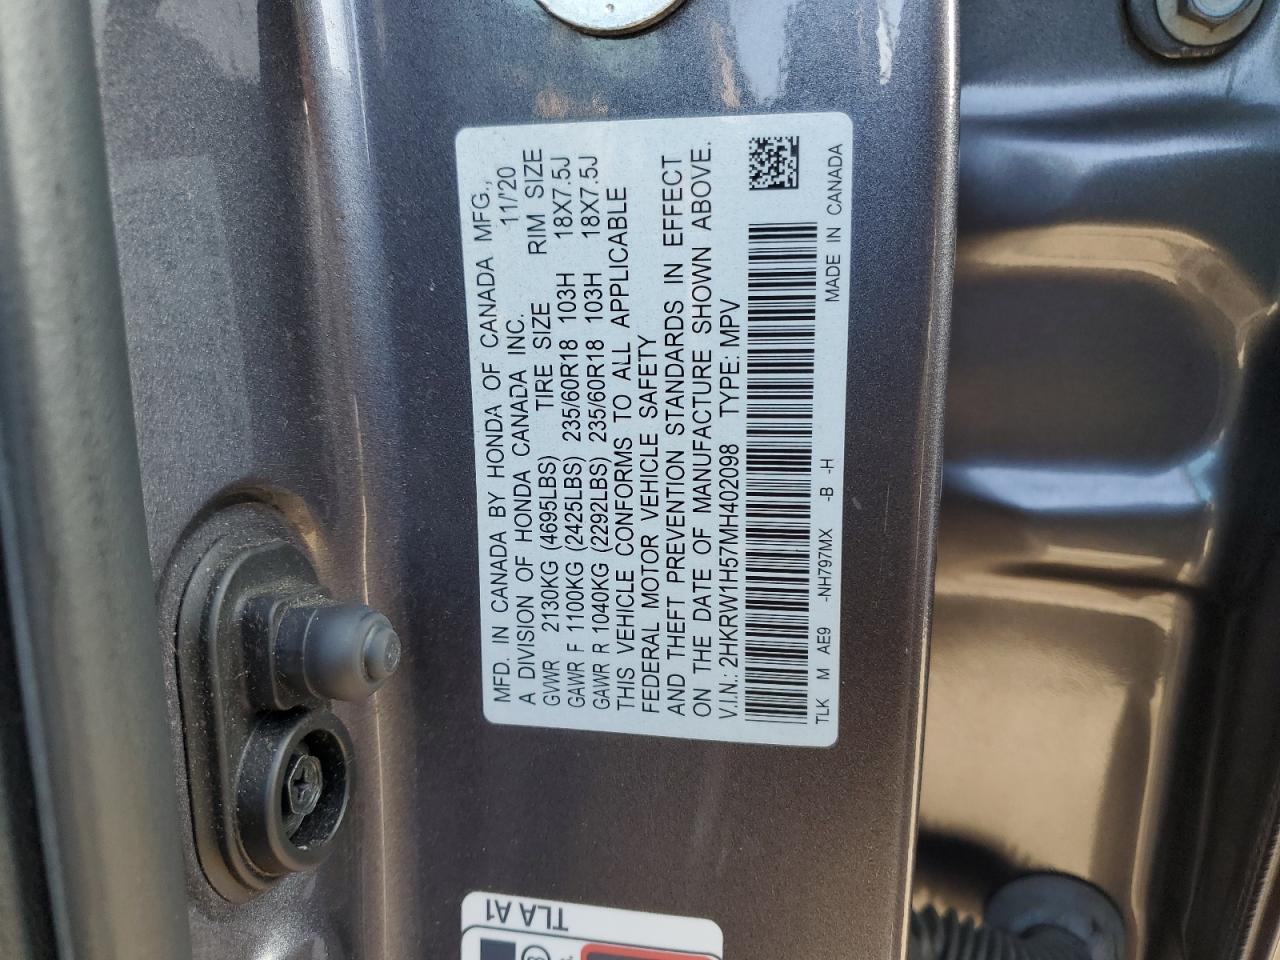 MFD. IN CANADA BY HONDA OF CANADA MFG.,
A DIVISION OF HONDA CANADA INC. 11/'20
GVWR 2130KG (4695LBS) TIRE SIZE RIM SIZE
GAWR F 1100KG (2425LBS) 235/60R18 103H 18X7.5J
GAWR R 1040KG (2292LBS) 235/60R18 103H 18X7.5J
THIS VEHICLE CONFORMS TO ALL APPLICABLE
FEDERAL MOTOR VEHICLE SAFETY
AND THEFT PREVENTION STANDARDS IN EFFECT
ON THE DATE OF MANUFACTURE SHOWN ABOVE.
V.I.N.: 2HKRW1H57MH402098 TYPE: MPV
TLK M AE9 -NH797MX -B -H MADE IN CANADA
TLA A1